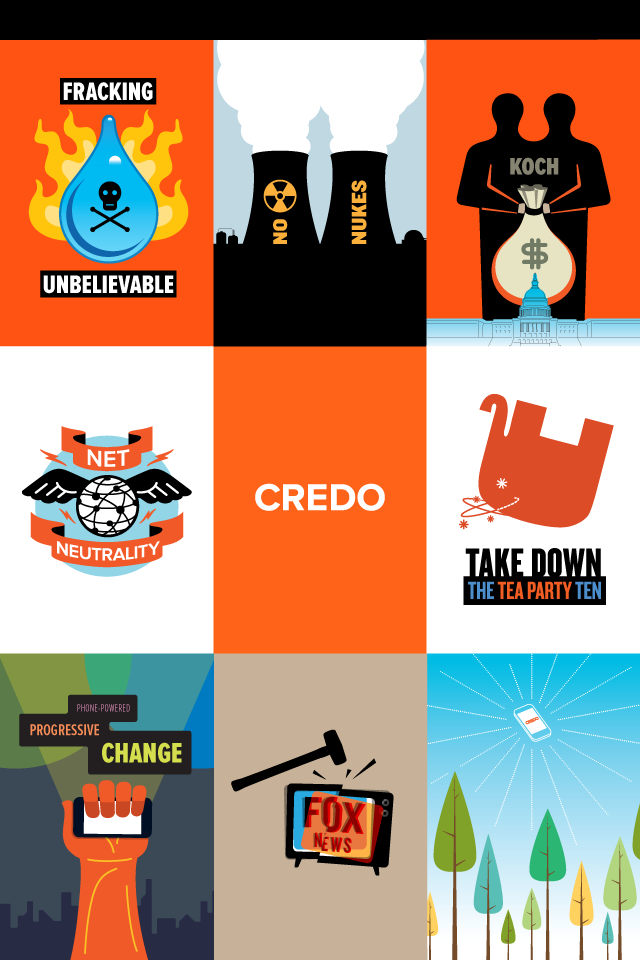 FRACKING
UNBELIEVABLE
NO
NUKES
KOCH
$
NET
NEUTRALITY
CREDO
TAKE DOWN
THE TEA PARTY TEN
PHONE-POWERED
PROGRESSIVE
CHANGE
FOX
NEWS
CREDO